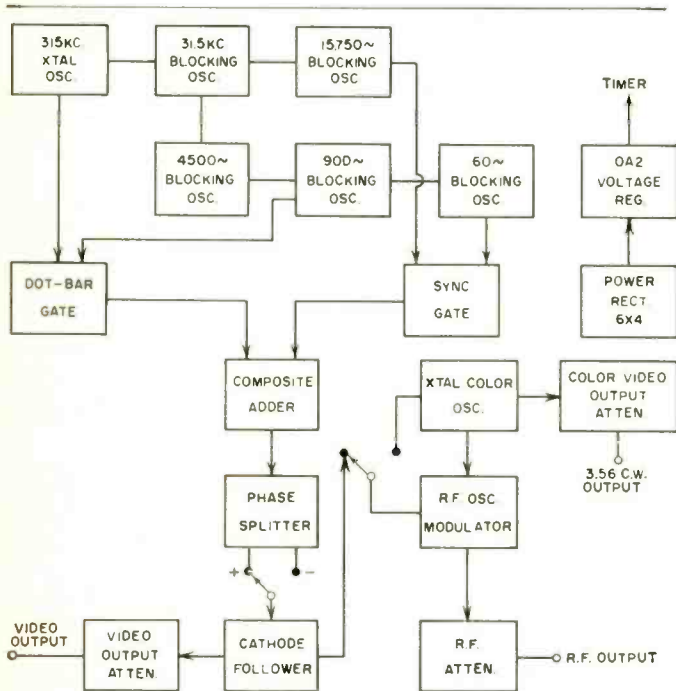 315KC
XTAL
OSC.
31.5KC
BLOCKING
OSC.
15,750~
BLOCKING
OSC
TIMER
4500~
BLOCKING
OSC.
900~
BLOCKING
OSC.
60~
BLOCKING
OSC.
OA2
VOLTAGE
REG.
DOT-BAR
GATE
SYNC
GATE
POWER
RECT.
6X4
COMPOSITE
ADDER
XTAL COLOR
OSC.
COLOR VIDEO
OUTPUT
ATTEN.
3.56 C.W.
OUTPUT
PHASE
SPLITTER
R.F. OSC
MODULATOR
+ -
VIDEO
OUTPUT
VIDEO
OUTPUT
ATTEN.
CATHODE
FOLLOWER
R.F.
ATTEN.
R.F. OUTPUT